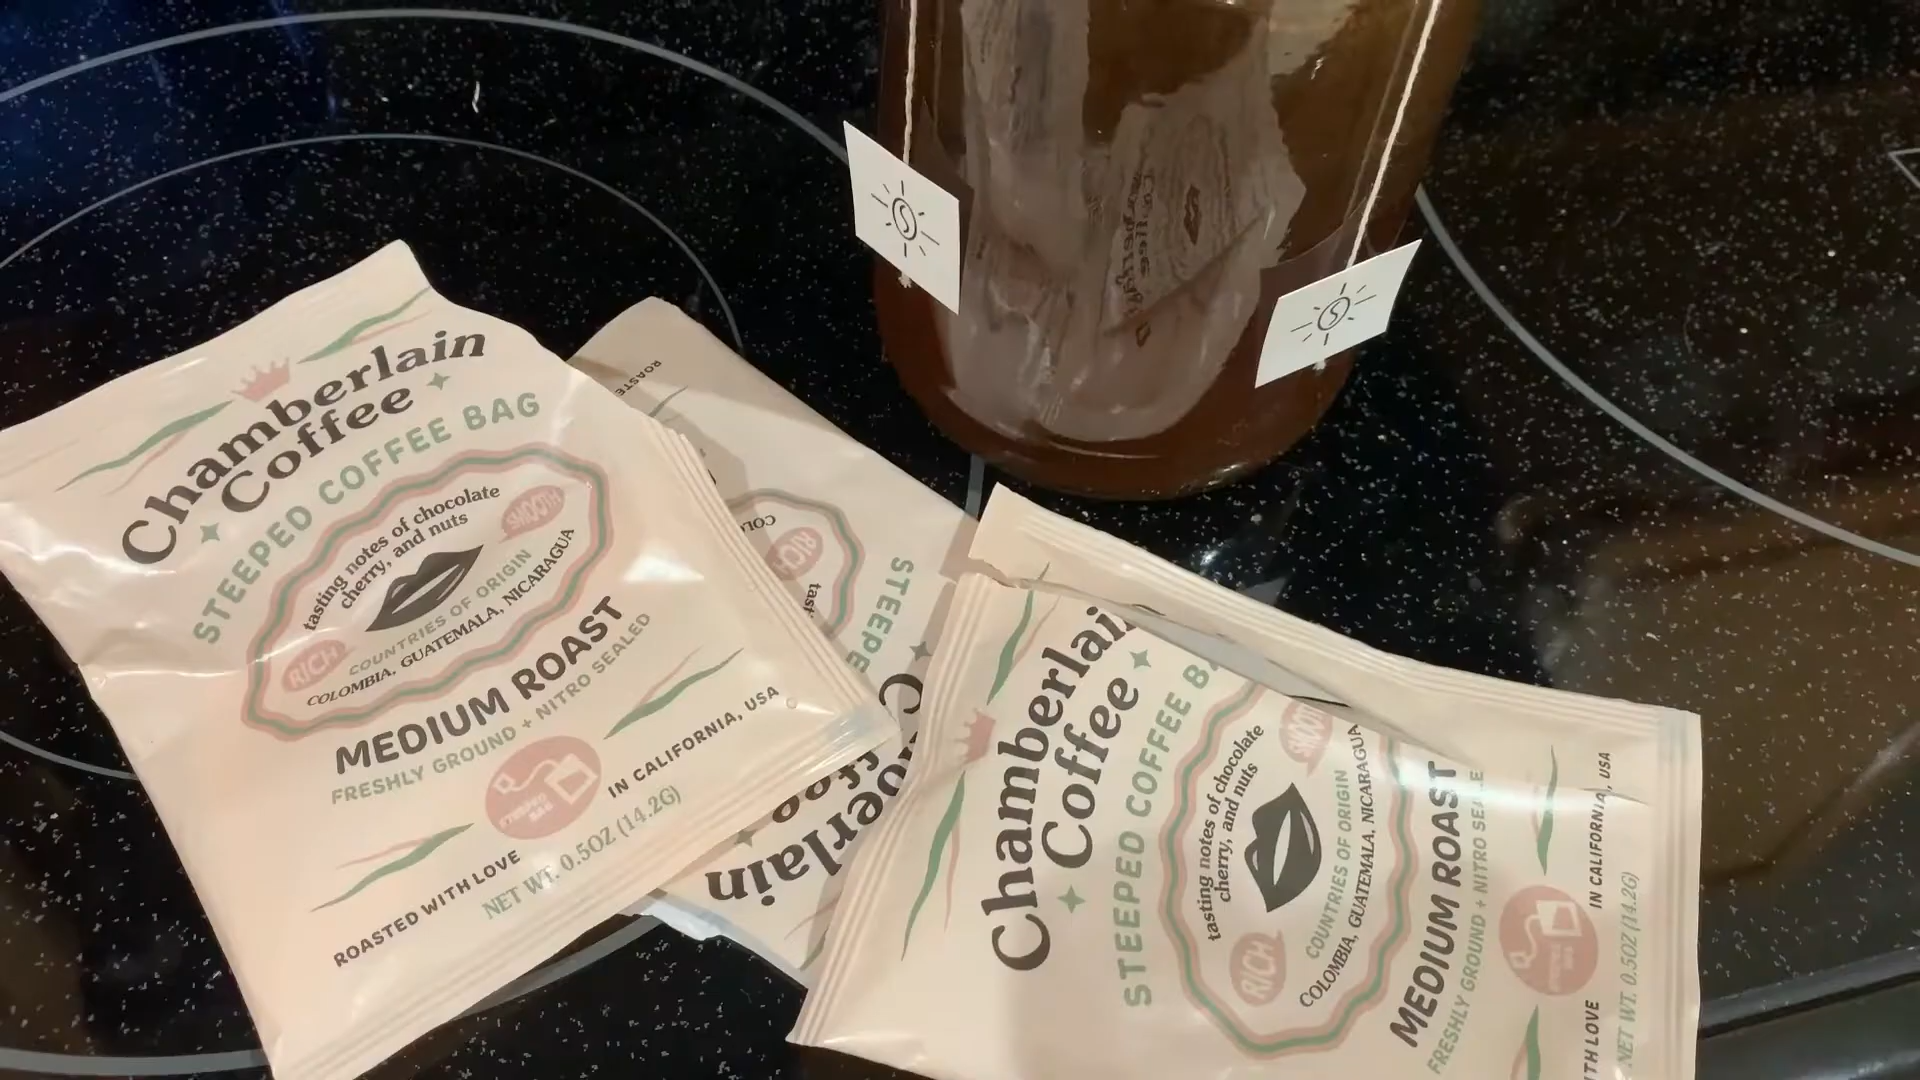 Chamberlain
Coffee
STEEPED COFFEE BAG
tasting notes of chocolate
cherry, and nuts
SMOOTH
RICH
COUNTRIES OF ORIGIN
COLOMBIA, GUATEMALA, NICARAGUA
MEDIUM ROAST
FRESHLY GROUND + NITRO SEALED
ROASTED WITH LOVE
IN CALIFORNIA, USA
NET WT. 0.5OZ (14.2G)
RICH
Chamberlain
Coffee
STEEPED COFFEE
tasting notes of chocolate
cherry, and nuts
SMOOTH
RICH
COUNTRIES OF ORIGIN
COLOMBIA, GUATEMALA, NICARAGUA
MEDIUM ROAST
FRESHLY GROUND + NITRO
LOVE
IN CALIFORNIA, USA
NET WT. 0.5OZ (14.2G)
S
S